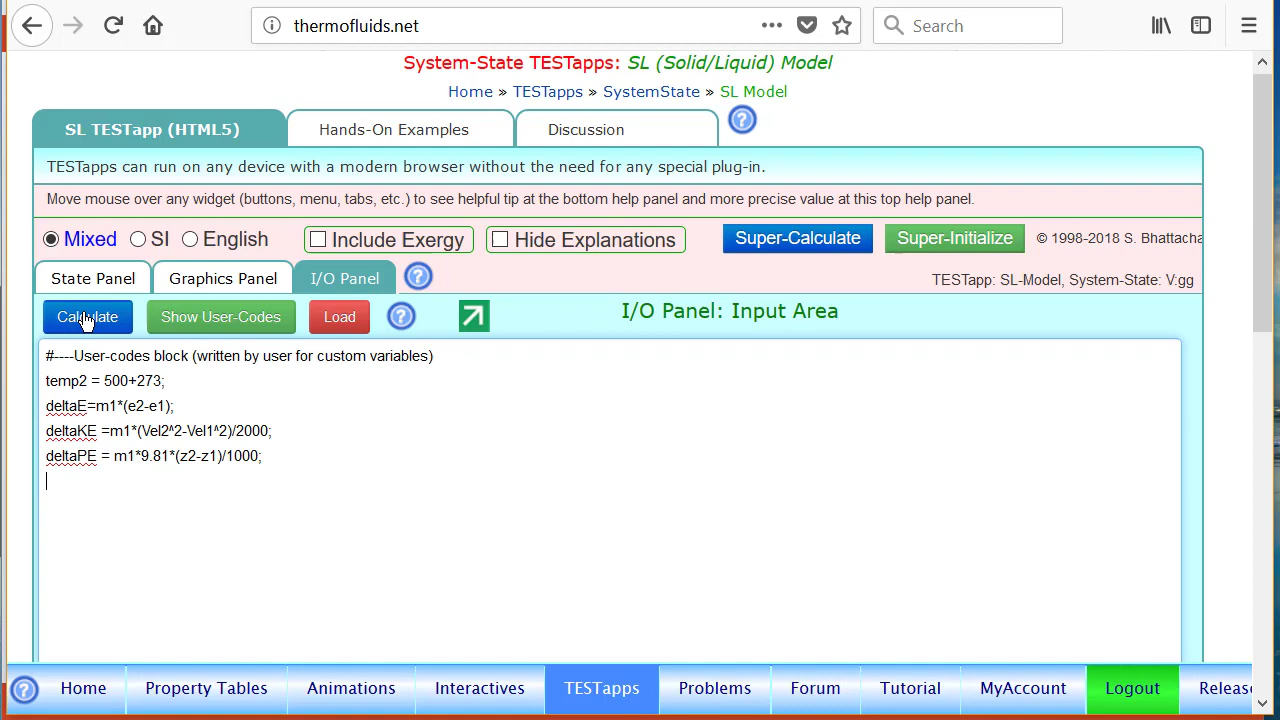 thermofluids.net
Search
System-State TESTapps: SL (Solid/Liquid) Model
Home » TESTapps » SystemState » SL Model
SL TESTapp (HTML5) Hands-On Examples Discussion
TESTapps can run on any device with a modern browser without the need for any special plug-in.
Move mouse over any widget (buttons, menu, tabs, etc.) to see helpful tip at the bottom help panel and more precise value at this top help panel.
Mixed SI English Include Exergy Hide Explanations Super-Calculate Super-Initialize © 1998-2018 S. Bhattacha
State Panel Graphics Panel I/O Panel TESTapp: SL-Model, System-State: V:gg
Calculate Show User-Codes Load I/O Panel: Input Area
#----User-codes block (written by user for custom variables)
temp2 = 500+273;
deltaE=m1*(e2-e1);
deltaKE =m1*(Vel2^2-Vel1^2)/2000;
deltaPE = m1*9.81*(z2-z1)/1000;
Home Property Tables Animations Interactives TESTapps Problems Forum Tutorial MyAccount Logout Releas